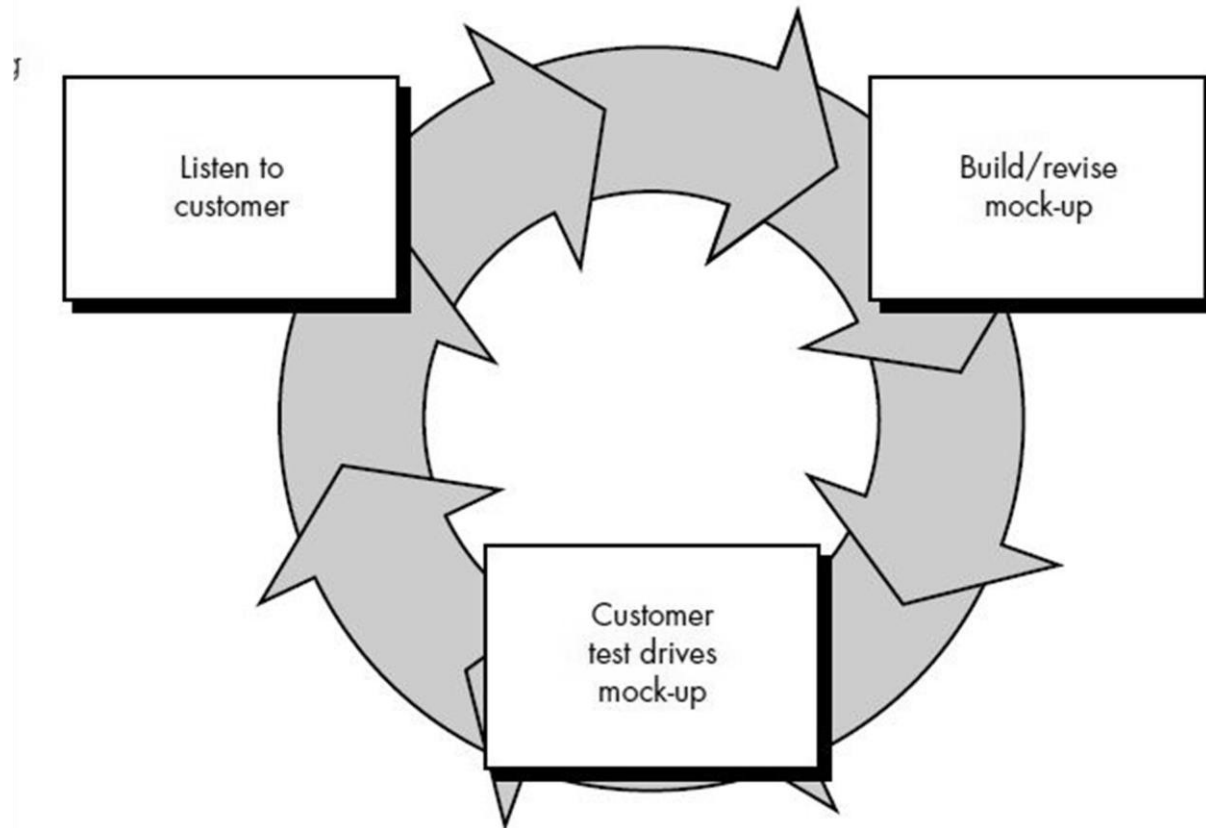 Listen to
customer
Build/revise
mock-up
Customer
test drives
mock-up